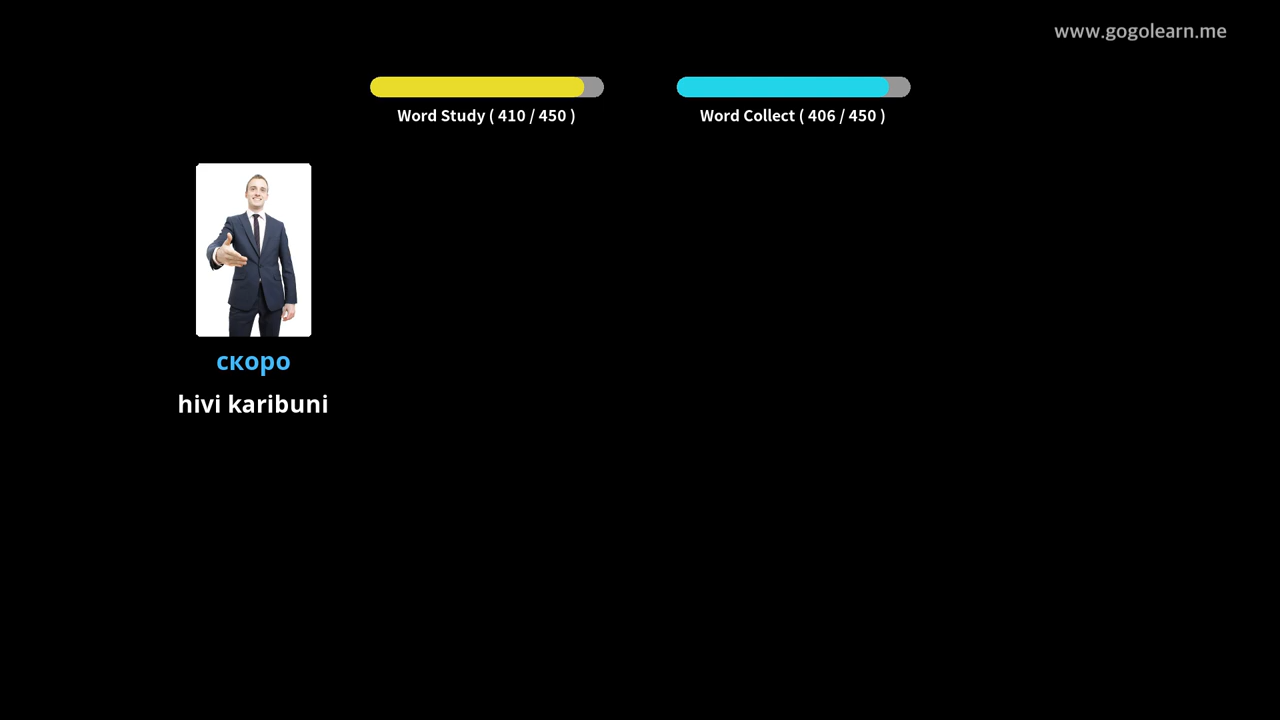 www.gogolearn.me
Word Study ( 410 / 450 )
Word Collect ( 406 / 450 )
скоро
hivi karibuni